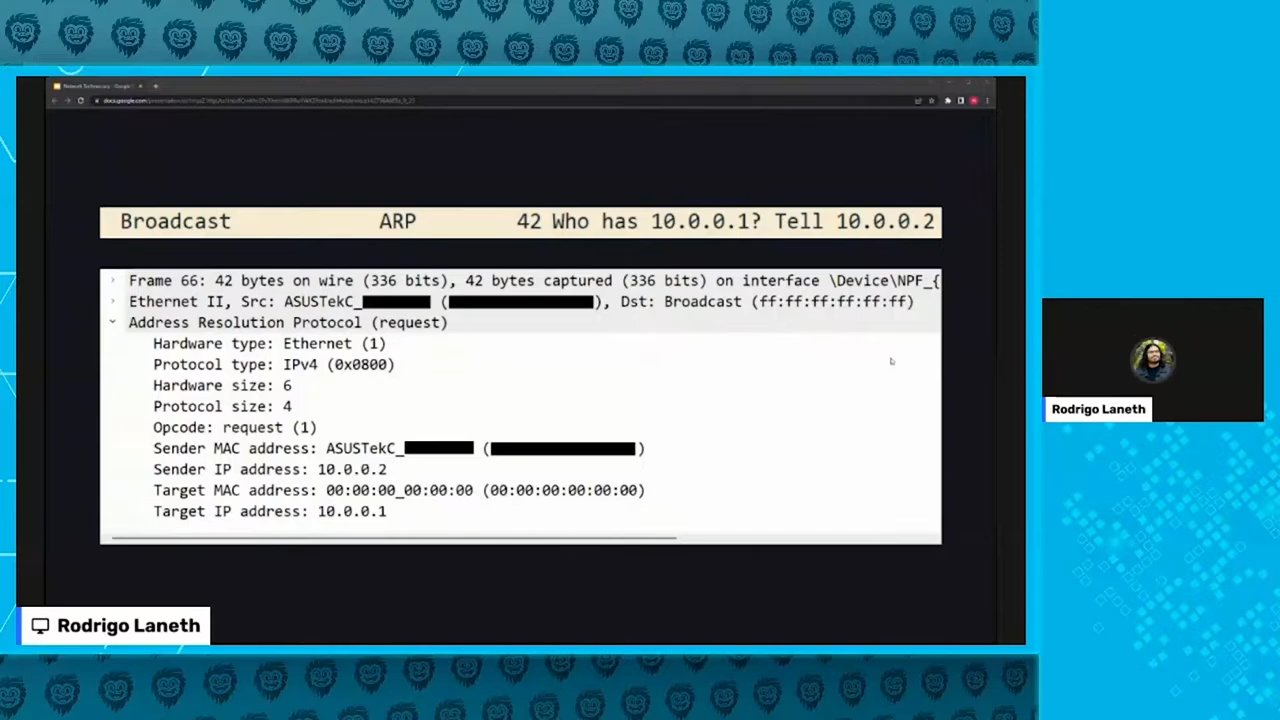 Broadcast ARP 42 Who has 10.0.0.1? Tell 10.0.0.2
Frame 66: 42 bytes on wire (336 bits), 42 bytes captured (336 bits) on interface \Device\NPF_{
Ethernet II, Src: ASUSTekC_ ( ), Dst: Broadcast (ff:ff:ff:ff:ff:ff)
Address Resolution Protocol (request)
Hardware type: Ethernet (1)
Protocol type: IPv4 (0x0800)
Hardware size: 6
Protocol size: 4
Opcode: request (1)
Sender MAC address: ASUSTekC_ ( )
Sender IP address: 10.0.0.2
Target MAC address: 00:00:00_00:00:00 (00:00:00:00:00:00)
Target IP address: 10.0.0.1
Rodrigo Laneth
Rodrigo Laneth